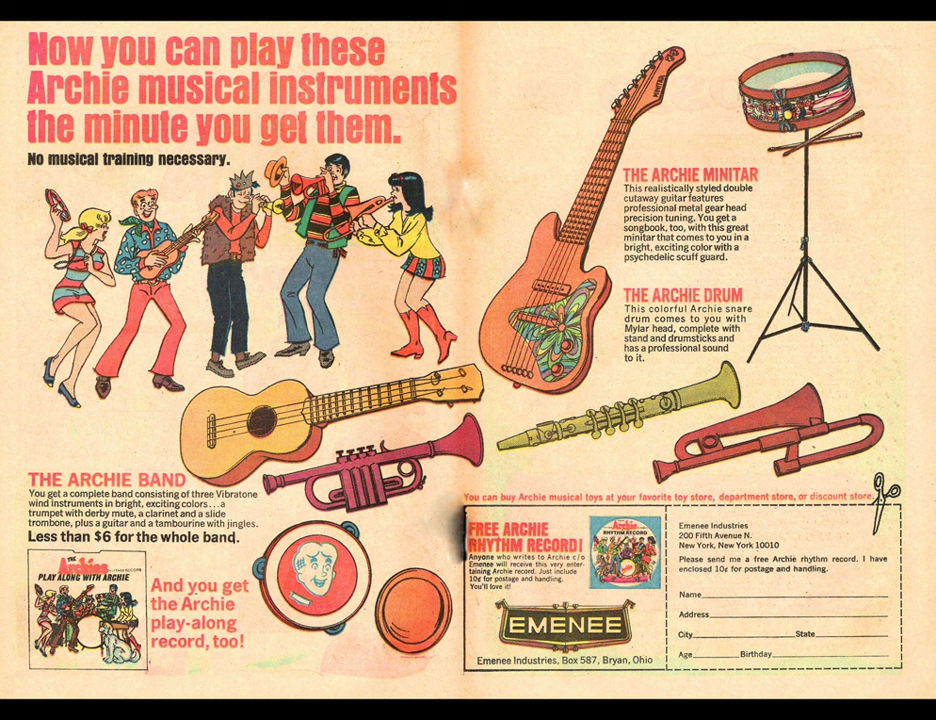 Now you can play these
Archie musical instruments
the minute you get them.
No musical training necessary.
THE ARCHIE MINITAR
This realistically styled double
cutaway guitar features
professional metal gear head
precision tuning. You get a
songbook, too, with this great
minitar that comes to you in a
bright, exciting color with a
psychedelic scuff guard.
THE ARCHIE DRUM
This colorful Archie snare
drum comes to you with
Mylar head, complete with
stand and drumsticks and
has a professional sound
to it.
THE ARCHIE BAND
You get a complete band consisting of three Vibratone
wind instruments in bright, exciting colors...a
trumpet with derby mute, a clarinet and a slide
trombone, plus a guitar and a tambourine with jingles.
Less than $6 for the whole band.
THE
Archies
PLAY ALONG WITH ARCHIE
And you get
the Archie
play-along
record, too!
You can buy Archie musical toys at your favorite toy store, department store, or discount store.
FREE ARCHIE
RHYTHM RECORD!
Anyone who writes to Archie c/o
Emenee will receive this very enter-
taining Archie record. Just include
10¢ for postage and handling.
You'll love it!
Archie
RHYTHM RECORD
EMENEE
Emenee Industries, Box 587, Bryan, Ohio
Emenee Industries
200 Fifth Avenue N.
New York, New York 10010
Please send me a free Archie rhythm record. I have
enclosed 10¢ for postage and handling.
Name
Address
City State
Age Birthday